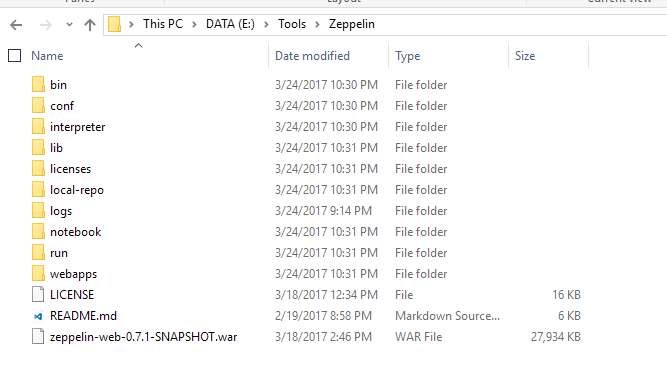 Panes Layout Current view
This PC > DATA (E:) > Tools > Zeppelin
Name Date modified Type Size
bin 3/24/2017 10:30 PM File folder
conf 3/24/2017 10:30 PM File folder
interpreter 3/24/2017 10:30 PM File folder
lib 3/24/2017 10:31 PM File folder
licenses 3/24/2017 10:31 PM File folder
local-repo 3/24/2017 10:31 PM File folder
logs 3/24/2017 9:14 PM File folder
notebook 3/24/2017 10:31 PM File folder
run 3/24/2017 10:31 PM File folder
webapps 3/24/2017 10:31 PM File folder
LICENSE 3/18/2017 12:34 PM File 16 KB
README.md 2/19/2017 8:58 PM Markdown Source... 6 KB
zeppelin-web-0.7.1-SNAPSHOT.war 3/18/2017 2:46 PM WAR File 27,934 KB